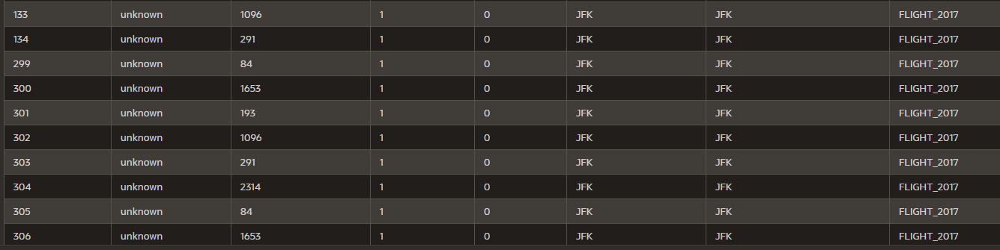 133 unknown 1096 1 0 JFK JFK FLIGHT_2017
134 unknown 291 1 0 JFK JFK FLIGHT_2017
299 unknown 84 1 0 JFK JFK FLIGHT_2017
300 unknown 1653 1 0 JFK JFK FLIGHT_2017
301 unknown 193 1 0 JFK JFK FLIGHT_2017
302 unknown 1096 1 0 JFK JFK FLIGHT_2017
303 unknown 291 1 0 JFK JFK FLIGHT_2017
304 unknown 2314 1 0 JFK JFK FLIGHT_2017
305 unknown 84 1 0 JFK JFK FLIGHT_2017
306 unknown 1653 1 0 JFK JFK FLIGHT_2017